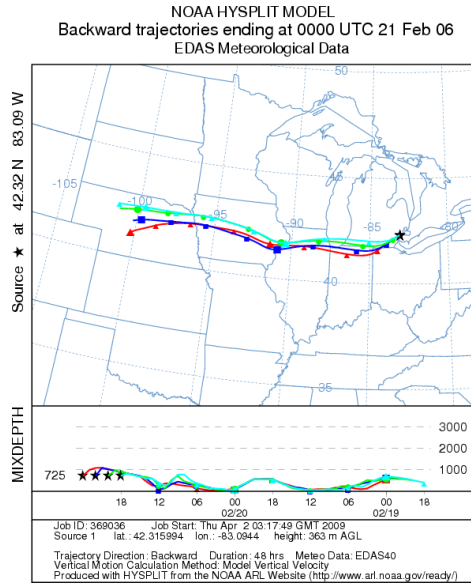 NOAA HYSPLIT MODEL
Backward trajectories ending at 0000 UTC 21 Feb 06
EDAS Meteorological Data
Source ★ at 42.32 N 83.09 W
50
-105
-100
-95
-90
-85
-80
45
40
35
MIXDEPTH
725
3000
2000
1000
18 12 06 00 18 12 06 00 18
02/20 02/19
Job ID: 369036 Job Start: Thu Apr 2 03:17:49 GMT 2009
Source 1 lat.: 42.315994 lon.: -83.0944 height: 363 m AGL
Trajectory Direction: Backward Duration: 48 hrs Meteo Data: EDAS40
Vertical Motion Calculation Method: Model Vertical Velocity
Produced with HYSPLIT from the NOAA ARL Website (http://www.arl.noaa.gov/ready/)